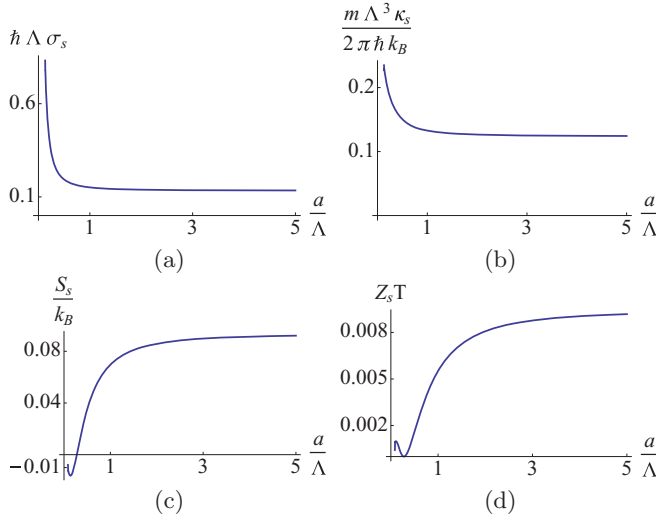 ħ Λ σ_s
0.6
0.1
1 3 5
a/Λ
(a)
m Λ³ κ_s / 2 π ħ k_B
0.2
0.1
1 3 5
a/Λ
(b)
S_s / k_B
0.08
0.04
−0.01
1 3 5
a/Λ
(c)
Z_sT
0.008
0.005
0.002
1 3 5
a/Λ
(d)